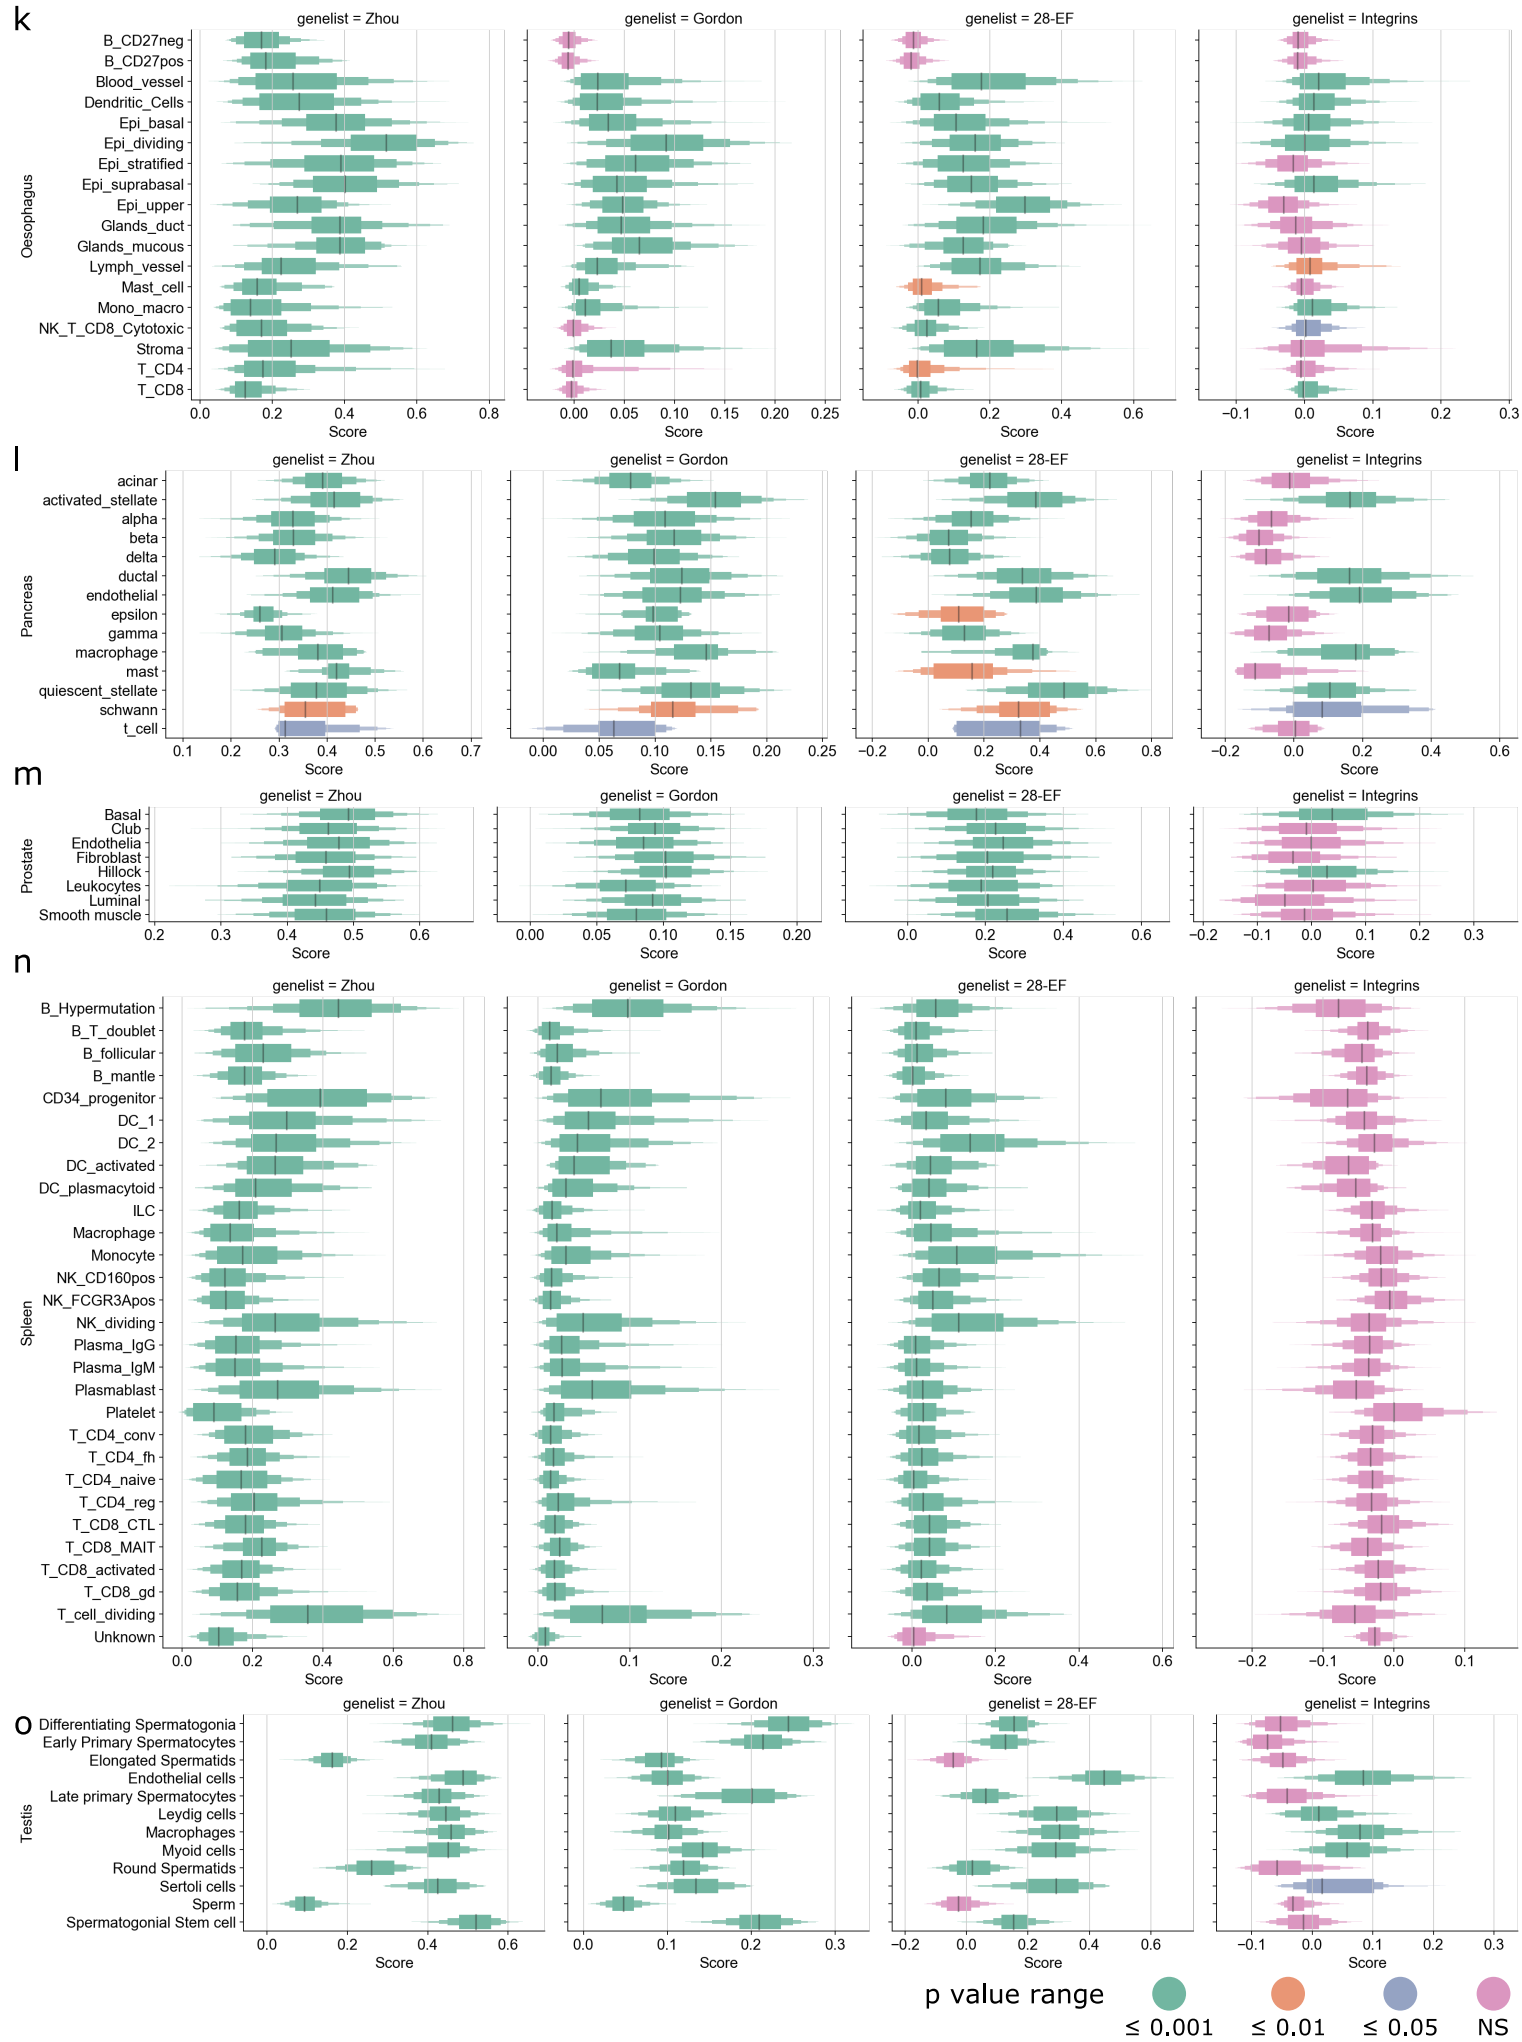 k
genelist = Zhou
genelist = Gordon
genelist = 28-EF
genelist = Integrins
Oesophagus
B_CD27neg
B_CD27pos
Blood_vessel
Dendritic_Cells
Epi_basal
Epi_dividing
Epi_stratified
Epi_suprabasal
Epi_upper
Glands_duct
Glands_mucous
Lymph_vessel
Mast_cell
Mono_macro
NK_T_CD8_Cytotoxic
Stroma
T_CD4
T_CD8
0.0 0.2 0.4 0.6 0.8
0.00 0.05 0.10 0.15 0.20 0.25
0.0 0.2 0.4 0.6
−0.1 0.0 0.1 0.2 0.3
Score Score Score Score
l
genelist = Zhou
genelist = Gordon
genelist = 28-EF
genelist = Integrins
Pancreas
acinar
activated_stellate
alpha
beta
delta
ductal
endothelial
epsilon
gamma
macrophage
mast
quiescent_stellate
schwann
t_cell
0.1 0.2 0.3 0.4 0.5 0.6 0.7
0.00 0.05 0.10 0.15 0.20 0.25
−0.2 0.0 0.2 0.4 0.6 0.8
−0.2 0.0 0.2 0.4 0.6
Score Score Score Score
m
genelist = Zhou
genelist = Gordon
genelist = 28-EF
genelist = Integrins
Prostate
Basal
Club
Endothelia
Fibroblast
Hillock
Leukocytes
Luminal
Smooth muscle
0.2 0.3 0.4 0.5 0.6
0.00 0.05 0.10 0.15 0.20
0.0 0.2 0.4 0.6
−0.2 −0.1 0.0 0.1 0.2 0.3
Score Score Score Score
n
genelist = Zhou
genelist = Gordon
genelist = 28-EF
genelist = Integrins
Spleen
B_Hypermutation
B_T_doublet
B_follicular
B_mantle
CD34_progenitor
DC_1
DC_2
DC_activated
DC_plasmacytoid
ILC
Macrophage
Monocyte
NK_CD160pos
NK_FCGR3Apos
NK_dividing
Plasma_IgG
Plasma_IgM
Plasmablast
Platelet
T_CD4_conv
T_CD4_fh
T_CD4_naive
T_CD4_reg
T_CD8_CTL
T_CD8_MAIT
T_CD8_activated
T_CD8_gd
T_cell_dividing
Unknown
0.0 0.2 0.4 0.6 0.8
0.0 0.1 0.2 0.3
0.0 0.2 0.4 0.6
−0.2 −0.1 0.0 0.1
Score Score Score Score
o
genelist = Zhou
genelist = Gordon
genelist = 28-EF
genelist = Integrins
Testis
Differentiating Spermatogonia
Early Primary Spermatocytes
Elongated Spermatids
Endothelial cells
Late primary Spermatocytes
Leydig cells
Macrophages
Myoid cells
Round Spermatids
Sertoli cells
Sperm
Spermatogonial Stem cell
0.0 0.2 0.4 0.6
0.0 0.1 0.2 0.3
−0.2 0.0 0.2 0.4 0.6
−0.1 0.0 0.1 0.2 0.3
Score Score Score Score
p value range
≤ 0.001 ≤ 0.01 ≤ 0.05 NS